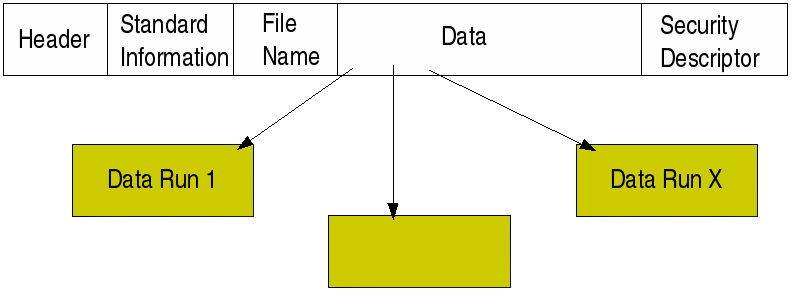 Header
Standard
Information
File
Name
Data
Security
Descriptor
Data Run 1
Data Run X